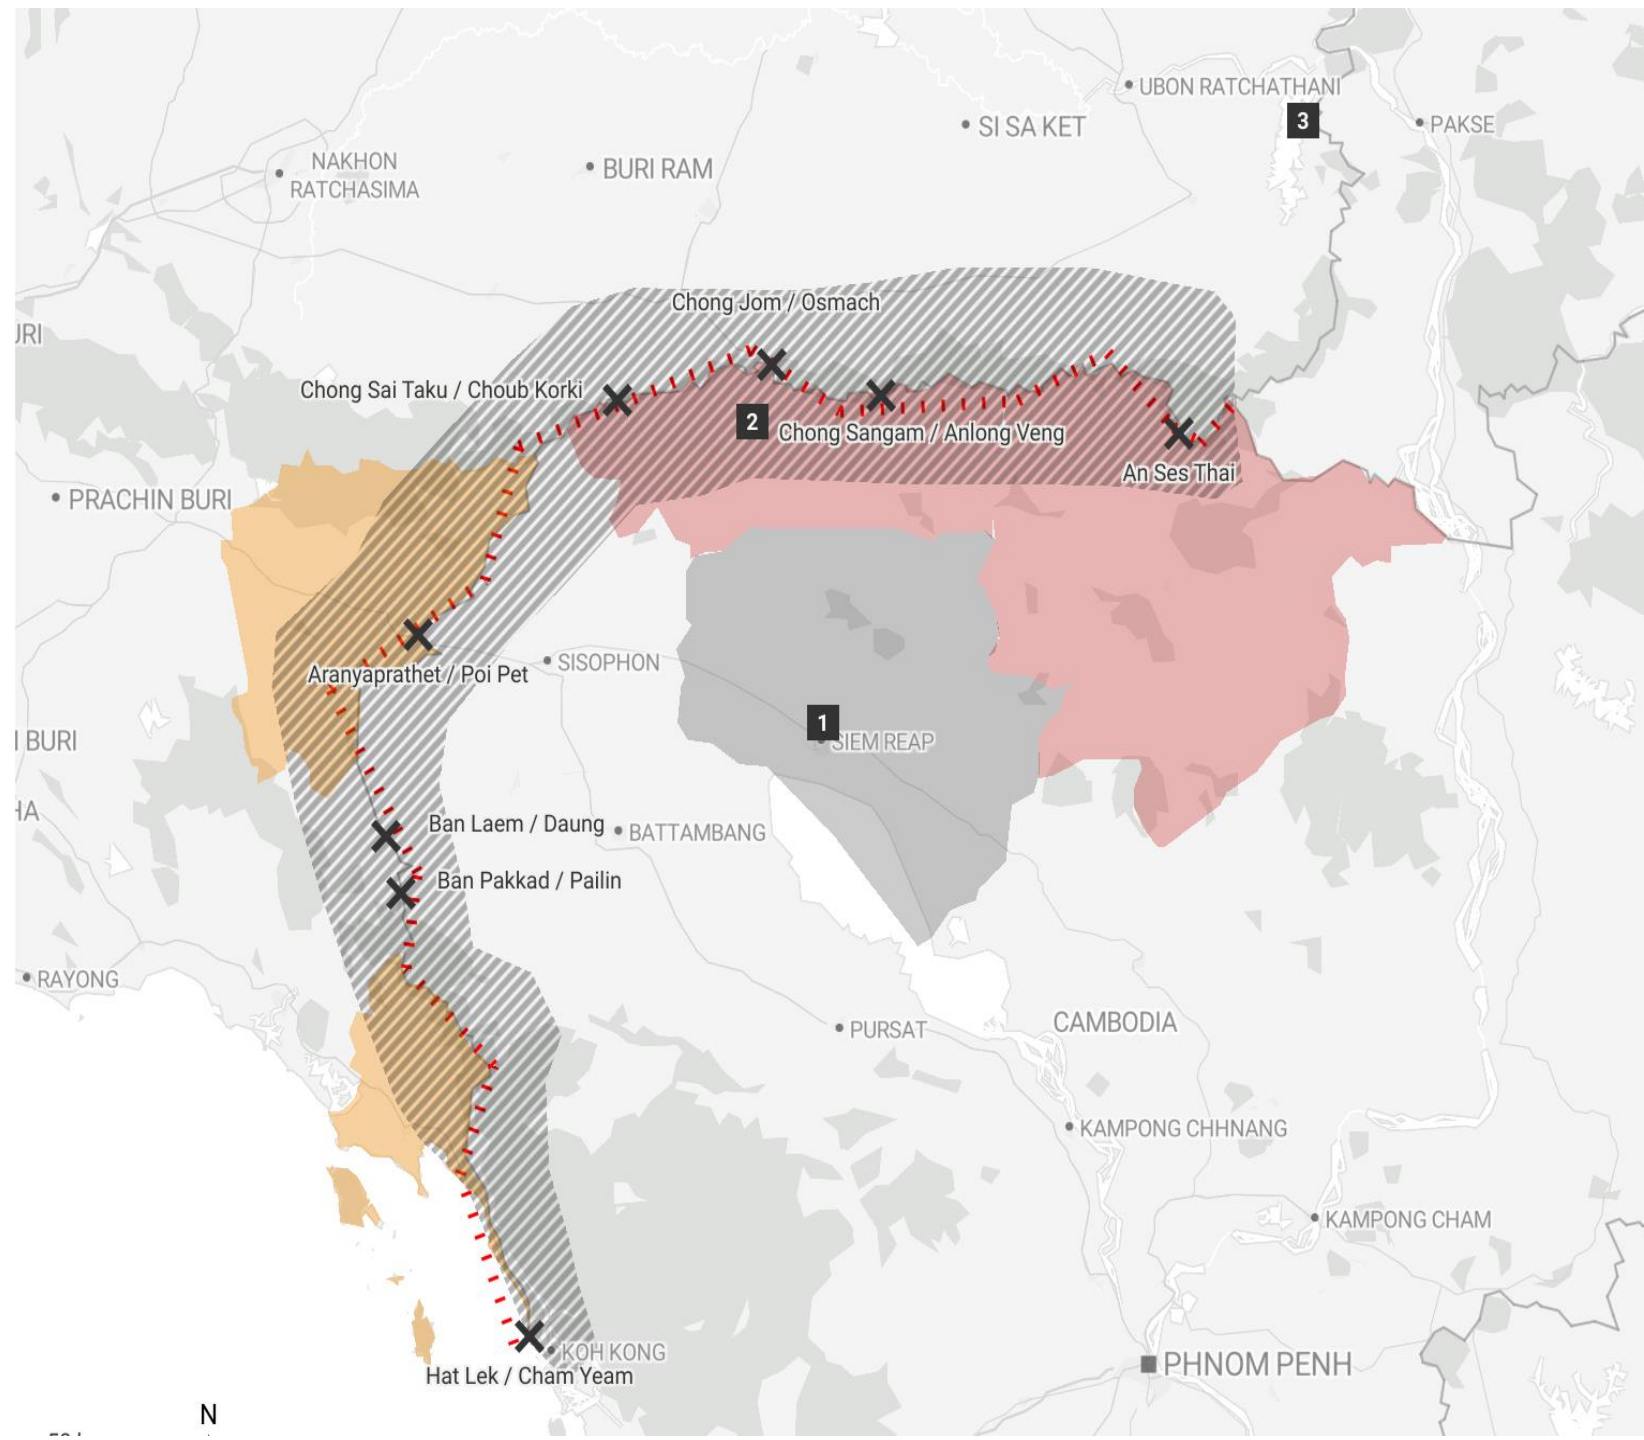 UBON RATCHATHANI
3
SI SA KET
PAKSE
NAKHON
RATCHASIMA
BURI RAM
Chong Jom / Osmach
JRI
Chong Sai Taku / Choub Korki
2
Chong Sangam / Anlong Veng
An Ses Thai
PRACHIN BURI
SISOPHON
Aranyaprathet / Poi Pet
1
SIEM REAP
I BURI
HA
Ban Laem / Daung
BATTAMBANG
Ban Pakkad / Pailin
RAYONG
PURSAT
CAMBODIA
KAMPONG CHHNANG
KAMPONG CHAM
KOH KONG
PHNOM PENH
Hat Lek / Cham Yeam
N